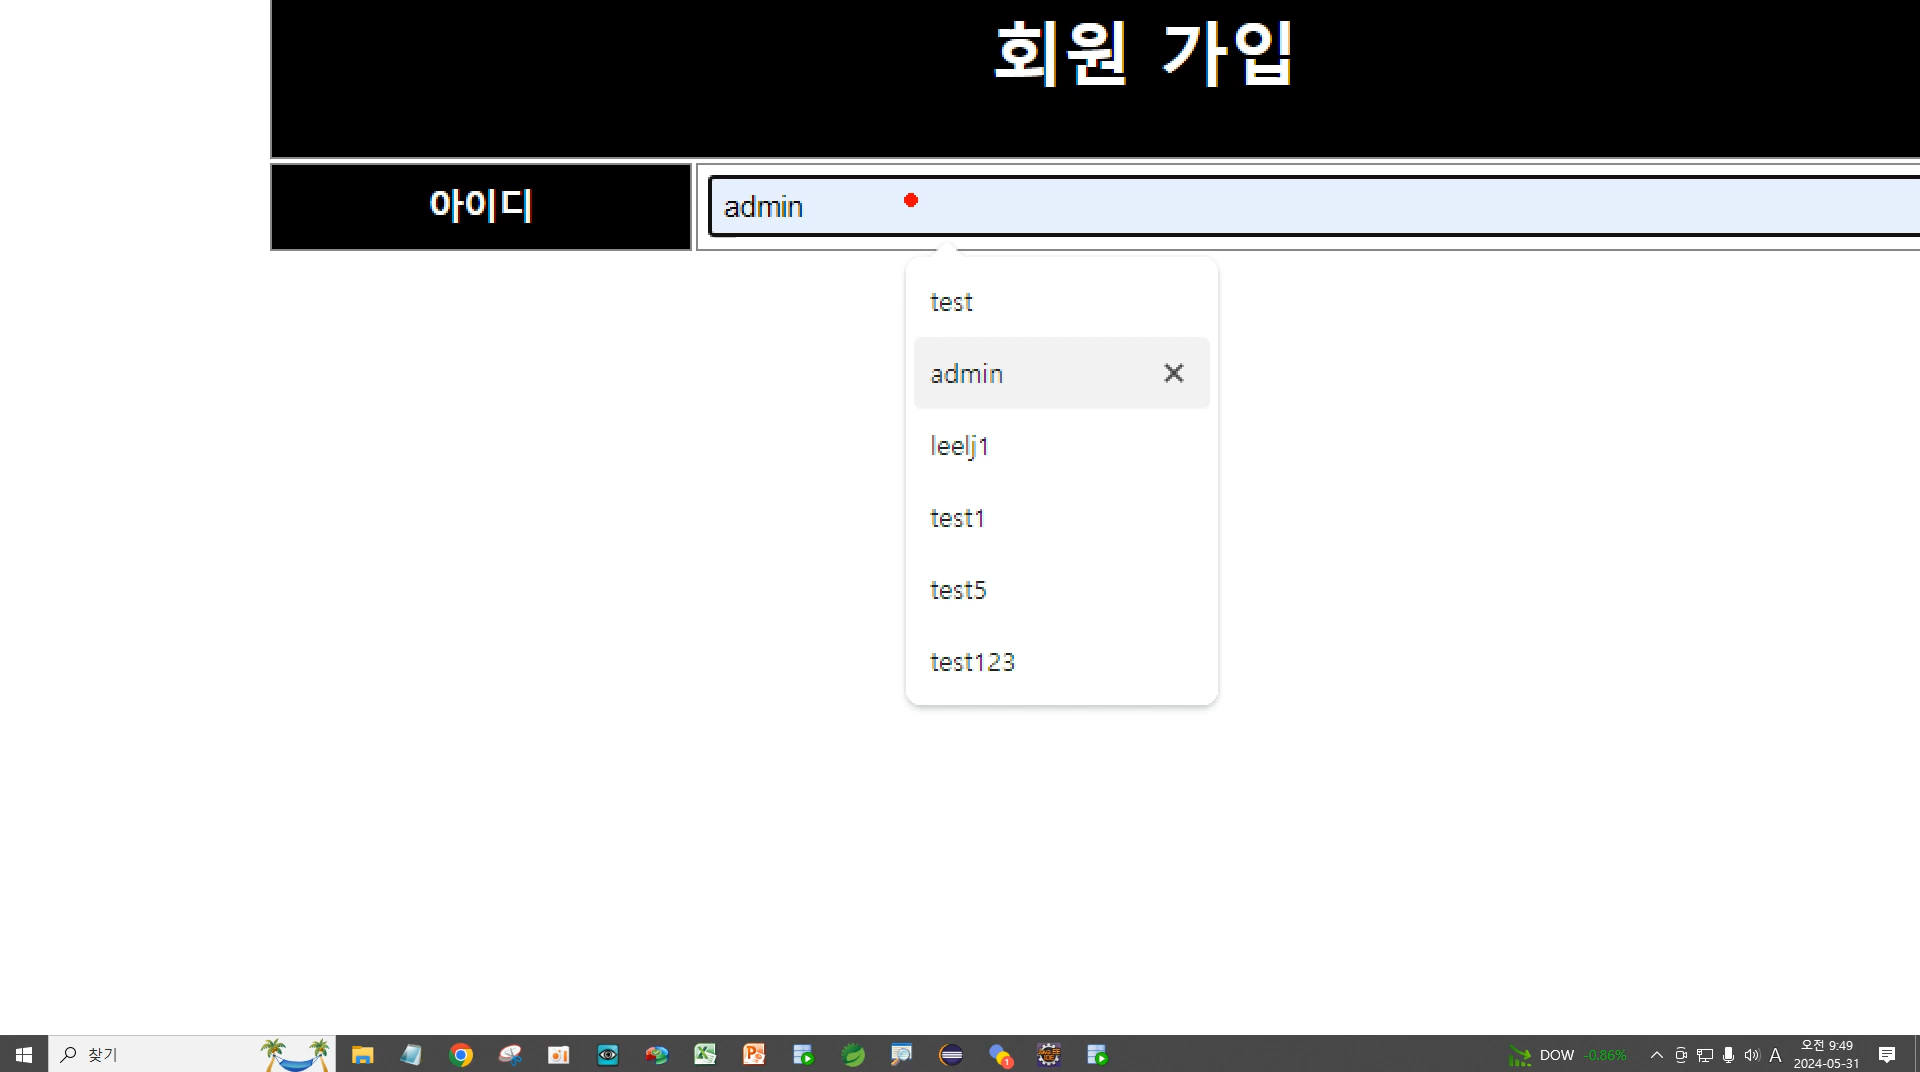 회원 가입
아이디
admin
test
admin
leelj1
test1
test5
test123
찾기
DOW -0.86%
A
오전 9:49
2024-05-31